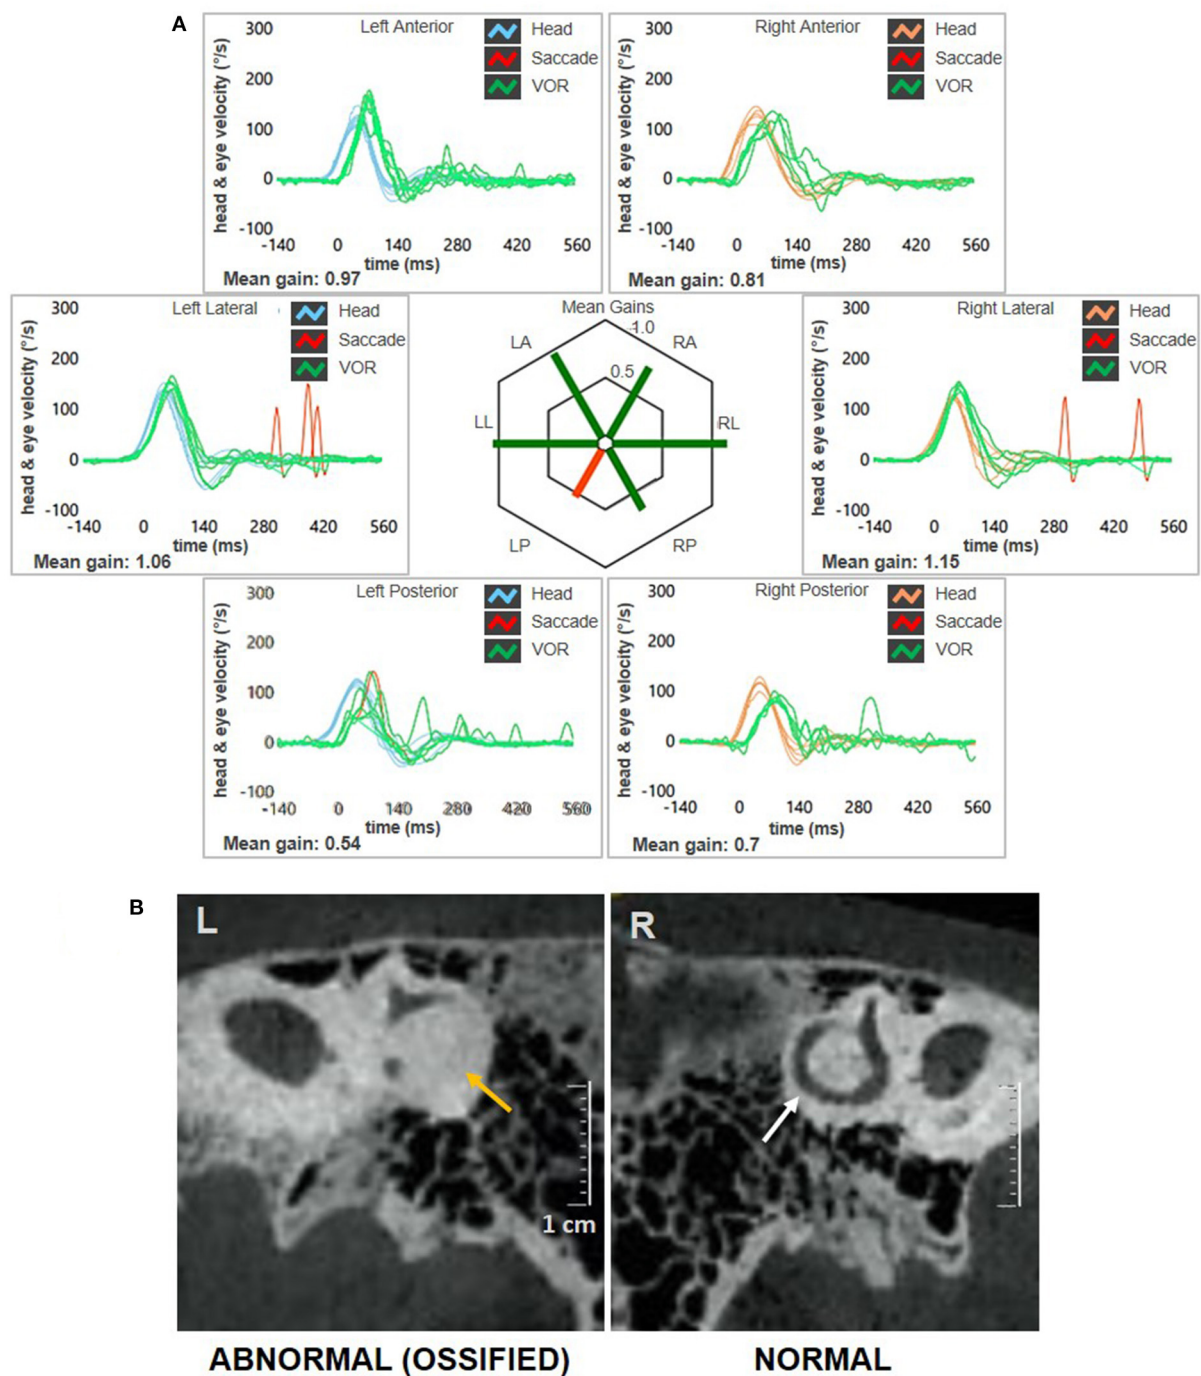 A
Left Anterior
Head
Saccade
VOR
head & eye velocity (°/s)
300
200
100
0
-100
-140 0 140 280 420 560
time (ms)
Mean gain: 0.97
Right Anterior
Head
Saccade
VOR
head & eye velocity (°/s)
300
200
100
0
-100
-140 0 140 280 420 560
time (ms)
Mean gain: 0.81
Left Lateral
Head
Saccade
VOR
head & eye velocity (°/s)
300
200
100
0
-100
-140 0 140 280 420 560
time (ms)
Mean gain: 1.06
Mean Gains
1.0
LA RA
0.5
LL RL
LP RP
Right Lateral
Head
Saccade
VOR
head & eye velocity (°/s)
300
200
100
0
-100
-140 0 140 280 420 560
time (ms)
Mean gain: 1.15
Left Posterior
Head
Saccade
VOR
head & eye velocity (°/s)
300
200
100
0
-100
-140 0 140 280 420 560
time (ms)
Mean gain: 0.54
Right Posterior
Head
Saccade
VOR
head & eye velocity (°/s)
300
200
100
0
-100
-140 0 140 280 420 560
time (ms)
Mean gain: 0.7
B
L
R
1 cm
ABNORMAL (OSSIFIED)
NORMAL